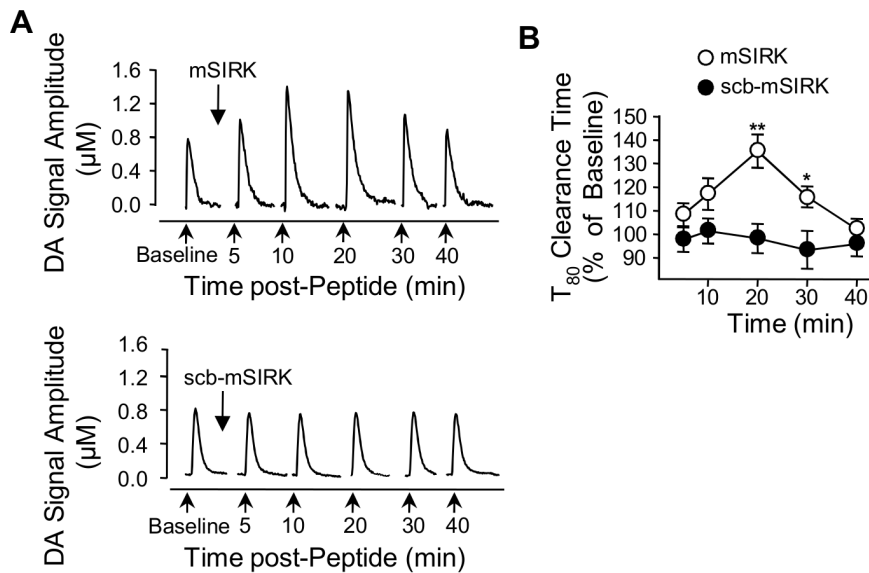 A
DA Signal Amplitude
(μM)
1.6
1.2
0.8
0.4
0.0
mSIRK
Baseline 5 10 20 30 40
Time post-Peptide (min)
DA Signal Amplitude
(μM)
1.6
1.2
0.8
0.4
0.0
scb-mSIRK
Baseline 5 10 20 30 40
Time post-Peptide (min)
B
mSIRK
scb-mSIRK
T80 Clearance Time
(% of Baseline)
150
140
130
120
110
100
90
**
*
10 20 30 40
Time (min)